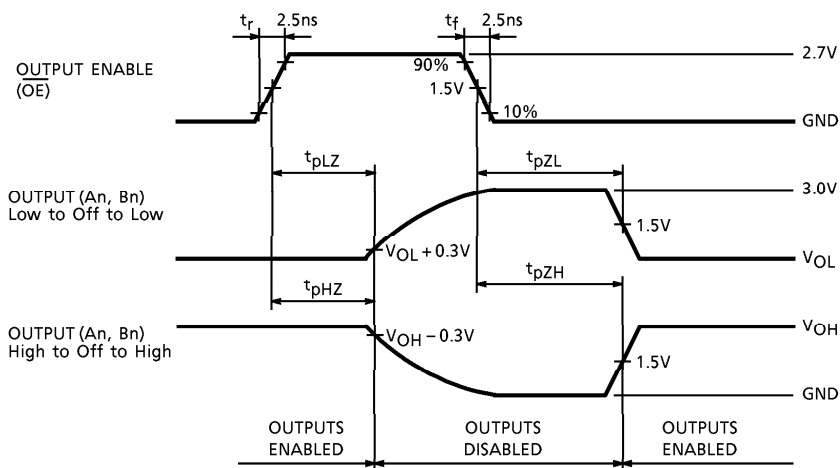 tr 2.5ns tf 2.5ns
2.7V
90%
OUTPUT ENABLE
(OE)
1.5V
10%
GND
tpLZ tpZL
OUTPUT (An, Bn)
Low to Off to Low
3.0V
1.5V
VOL + 0.3V
VOL
tpHZ tpZH
OUTPUT (An, Bn)
High to Off to High
VOH
VOH − 0.3V
1.5V
GND
OUTPUTS
ENABLED
OUTPUTS
DISABLED
OUTPUTS
ENABLED